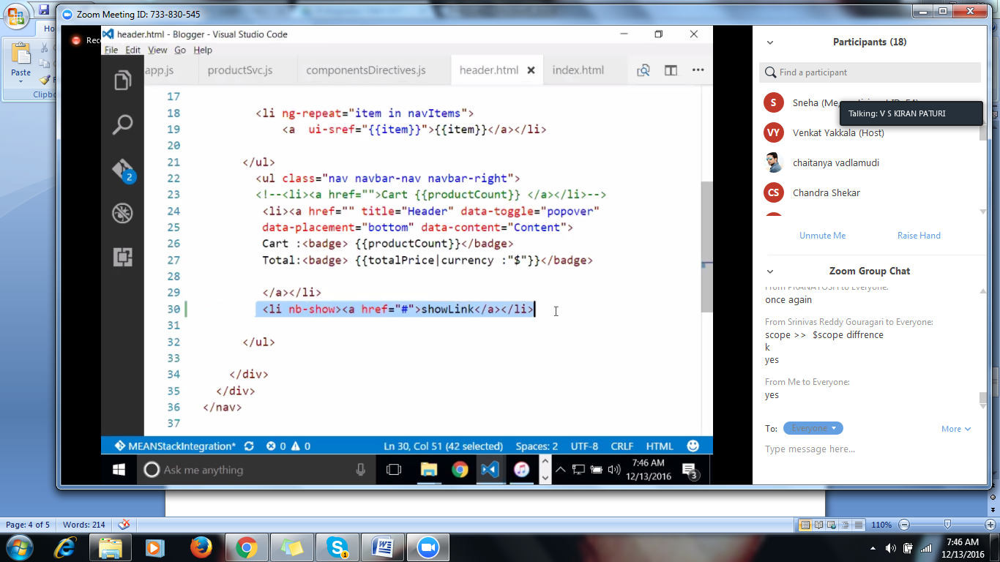 Zoom Meeting ID: 733-830-545
Paste
header.html - Blogger - Visual Studio Code
File Edit View Go Help
app.js productSvc.js componentsDirectives.js header.html index.html
17
18 <li ng-repeat="item in navItems">
19 <a ui-sref="{{item}}">{{item}}</a></li>
20
21 </ul>
22 <ul class="nav navbar-nav navbar-right">
23 <!--<li><a href="">Cart {{productCount}} </a></li>-->
24 <li><a href="" title="Header" data-toggle="popover"
25 data-placement="bottom" data-content="Content">
26 Cart :<badge> {{productCount}}</badge>
27 Total:<badge> {{totalPrice|currency :"$"}}</badge>
28
29 </a></li>
30 <li nb-show><a href="#">showLink</a></li>
31
32 </ul>
33
34 </div>
35 </div>
36 </nav>
37
2
MEANStackIntegration* 0 0 Ln 30, Col 51 (42 selected) Spaces: 2 UTF-8 CRLF HTML
Ask me anything
7:46 AM
12/13/2016
3
Participants (18)
Find a participant
S Sneha (Me,
Talking: V S KIRAN PATURI
VY Venkat Yakkala (Host)
chaitanya vadlamudi
CS Chandra Shekar
Unmute Me Raise Hand
Zoom Group Chat
From PRANATOSH to Everyone:
once again
From Srinivas Reddy Gouragari to Everyone:
scope >> $scope diffrence
k
yes
From Me to Everyone:
yes
To: Everyone More
Type message here...
Page: 4 of 5 Words: 214 110%
1
7:46 AM
12/13/2016